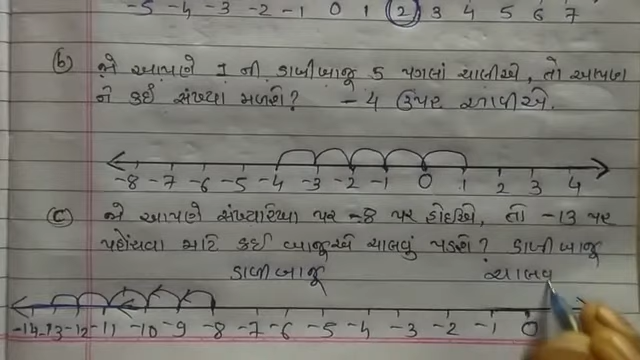 -5 -4 -3 -2 -1 0 1 2 3 4 5 6 7
(b) જો આપણે 1 ની ડાબીબાજૂ 5 પગલાં ચાલીએ, તો આપણ
ને કઈ સંખ્યા મળશે? -4 ઉપર આવીએ.
-8 -7 -6 -5 -4 -3 -2 -1 0 1 2 3 4
(c) જો આપણે સંખ્યારેખા પર -8 પર હોઈએ, તો -13 પર
પહોંચવા માટે કઈ બાજુએ ચાલવું પડશે? ડાબીબાજૂ
ડાબીબાજૂ ચાલવુ
-14 -13 -12 -11 -10 -9 -8 -7 -6 -5 -4 -3 -2 -1 0